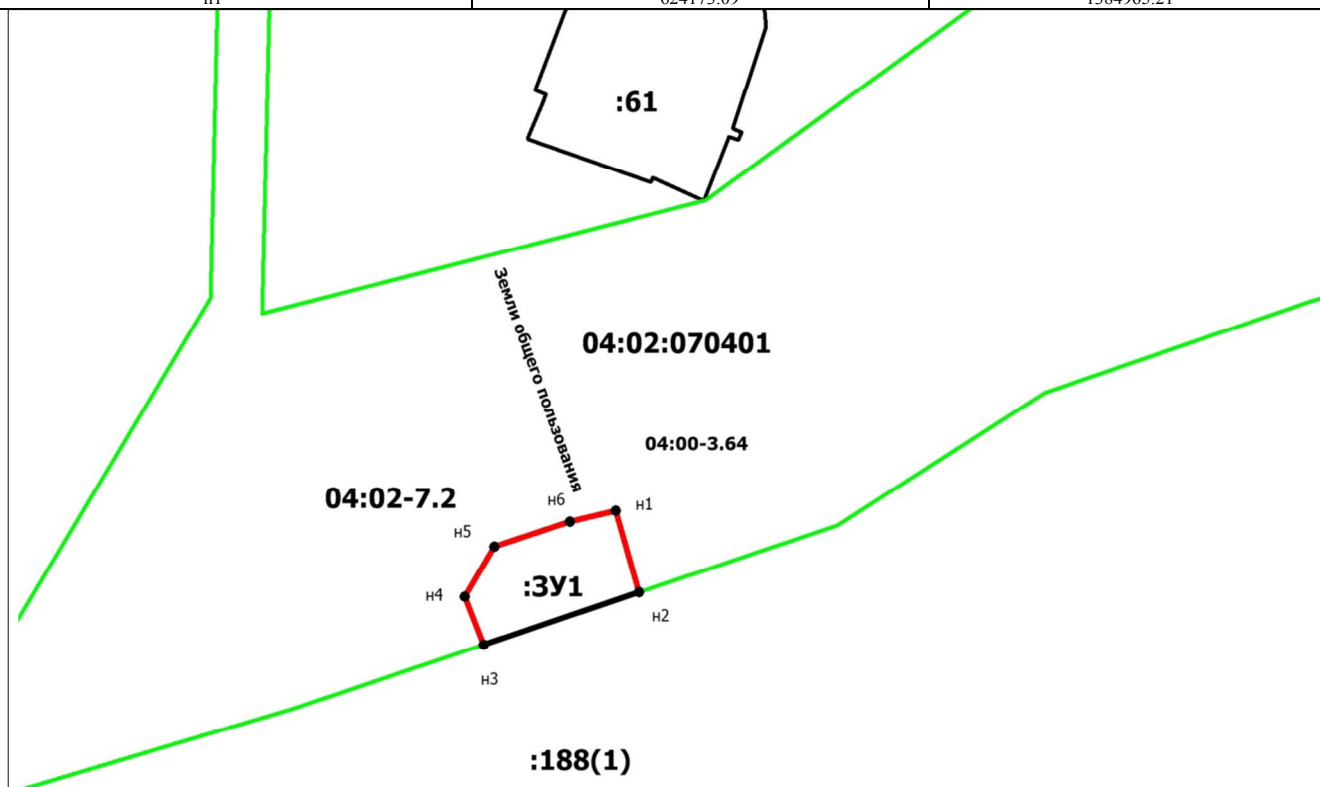 :61
Земли общего пользования
04:02:070401
04:00-3.64
04:02-7.2
н6
н1
н5
:ЗУ1
н4
н2
н3
:188(1)